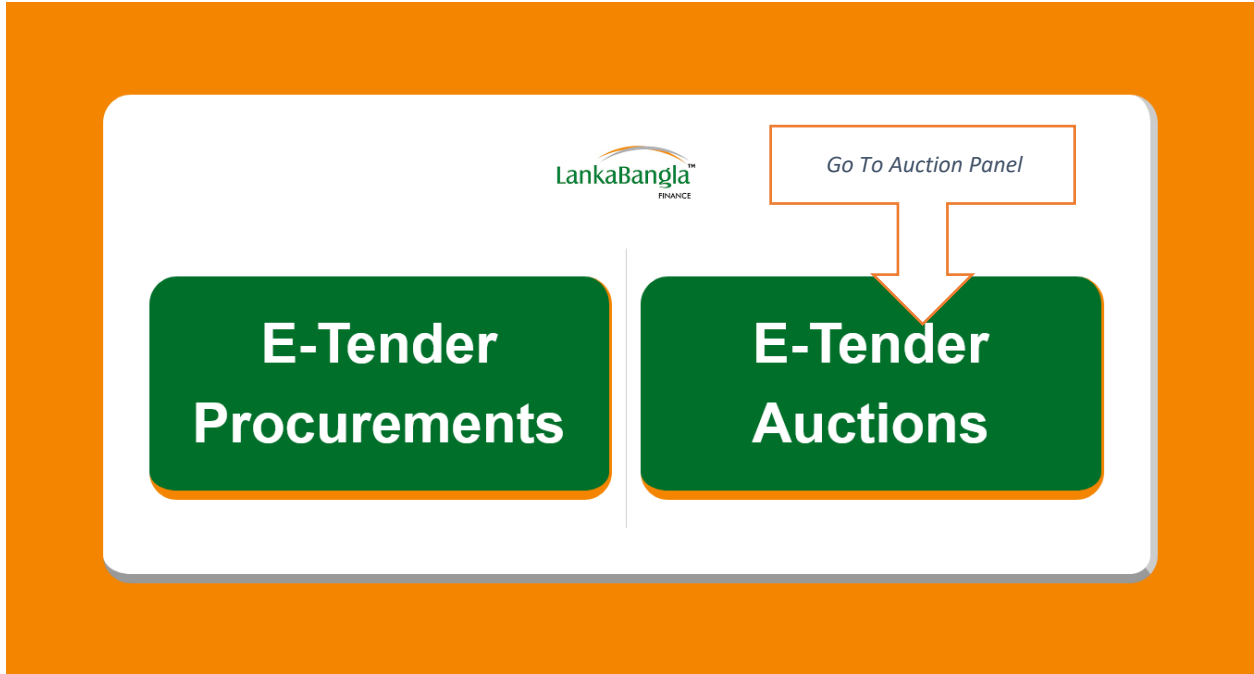 LankaBangla™
FINANCE
Go To Auction Panel
E-Tender
Procurements
E-Tender
Auctions